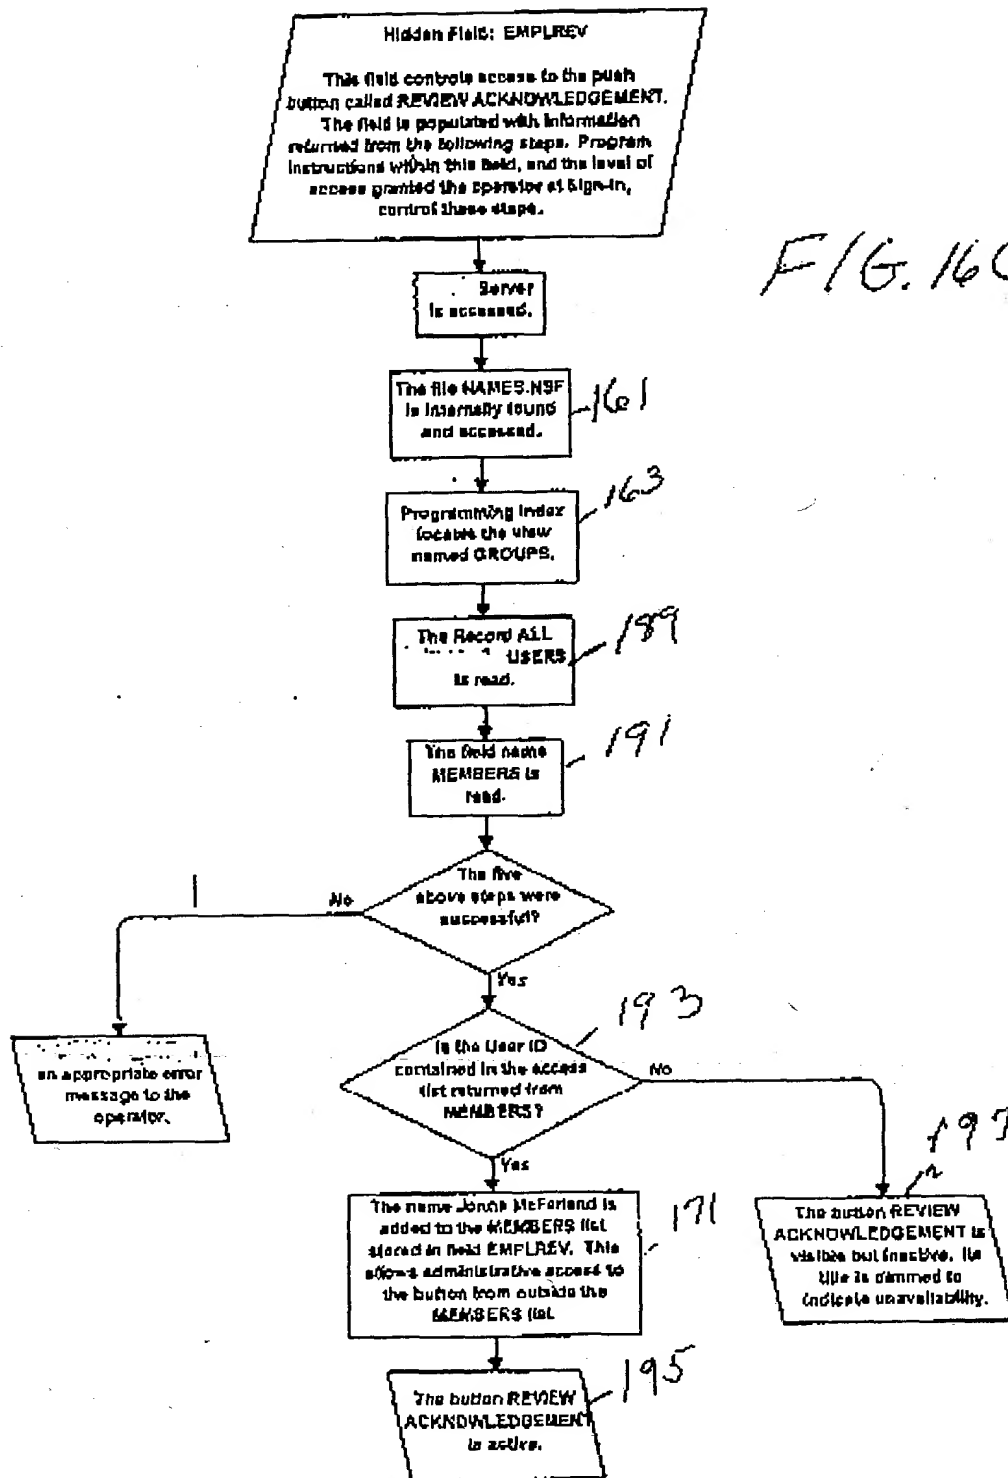 Hidden Field: EMPLREV
This field controls access to the push
button called REVIEW ACKNOWLEDGEMENT.
The field is populated with information
returned from the following steps. Program
instructions within this field, and the level of
access granted the operator at Sign-in,
control these steps.
FIG. 16
Server
is accessed.
The file NAMES.NSF
is internally found
and accessed.
161
Programming index
locates the view
named GROUPS.
163
The Record ALL
USERS
is read.
189
The field name
MEMBERS is
read.
191
The five
above steps were
successful?
No
Yes
an appropriate error
message to the
operator.
Is the User ID
contained in the access
list returned from
MEMBERS?
193
No
Yes
The name McFarland is
added to the MEMBERS list
stored in field EMPLREV. This
allows administrative access to
the button from outside the
MEMBERS list.
171
197
The button REVIEW
ACKNOWLEDGEMENT is
visible but inactive. Its
title is dimmed to
indicate unavailability.
The button REVIEW
ACKNOWLEDGEMENT
is active.
195